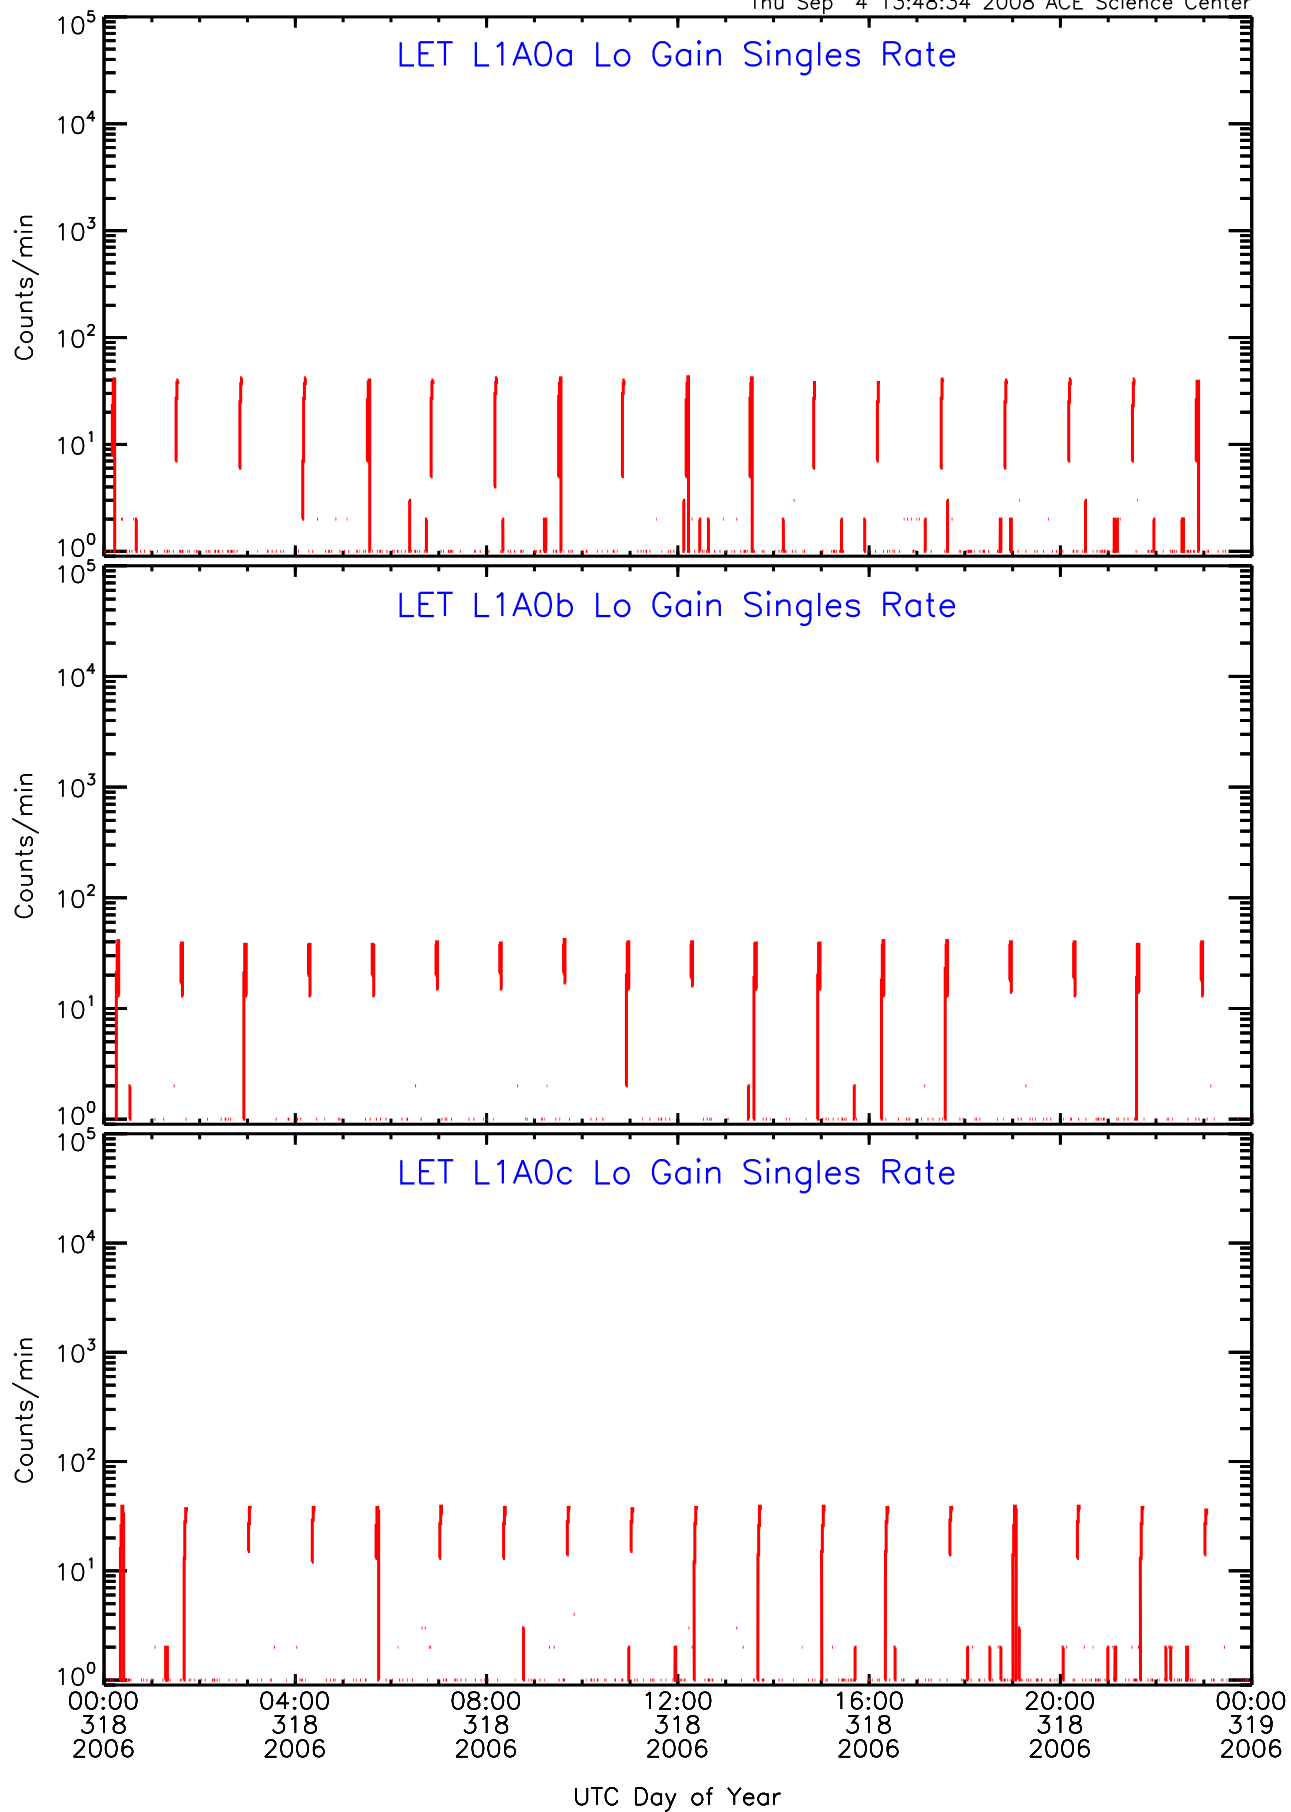 Thu Sep 4 13:48:34 2008 ACE Science Center
LET L1A0a Lo Gain Singles Rate
10^5
10^4
10^3
10^2
10^1
10^0
Counts/min
LET L1A0b Lo Gain Singles Rate
10^5
10^4
10^3
10^2
10^1
10^0
Counts/min
LET L1A0c Lo Gain Singles Rate
10^5
10^4
10^3
10^2
10^1
10^0
Counts/min
00:00 04:00 08:00 12:00 16:00 20:00 00:00
318 318 318 318 318 318 319
2006 2006 2006 2006 2006 2006 2006
UTC Day of Year